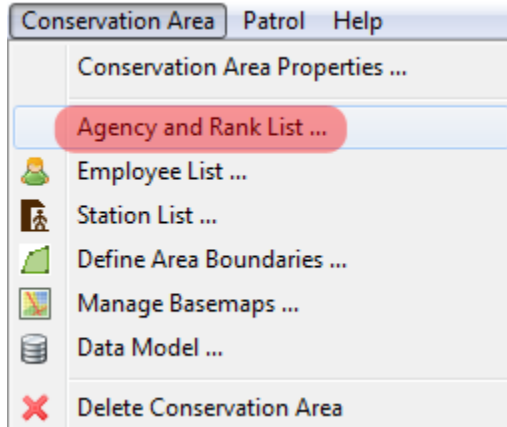 Conservation Area Patrol Help
Conservation Area Properties ...
Agency and Rank List ...
Employee List ...
Station List ...
Define Area Boundaries ...
Manage Basemaps ...
Data Model ...
Delete Conservation Area